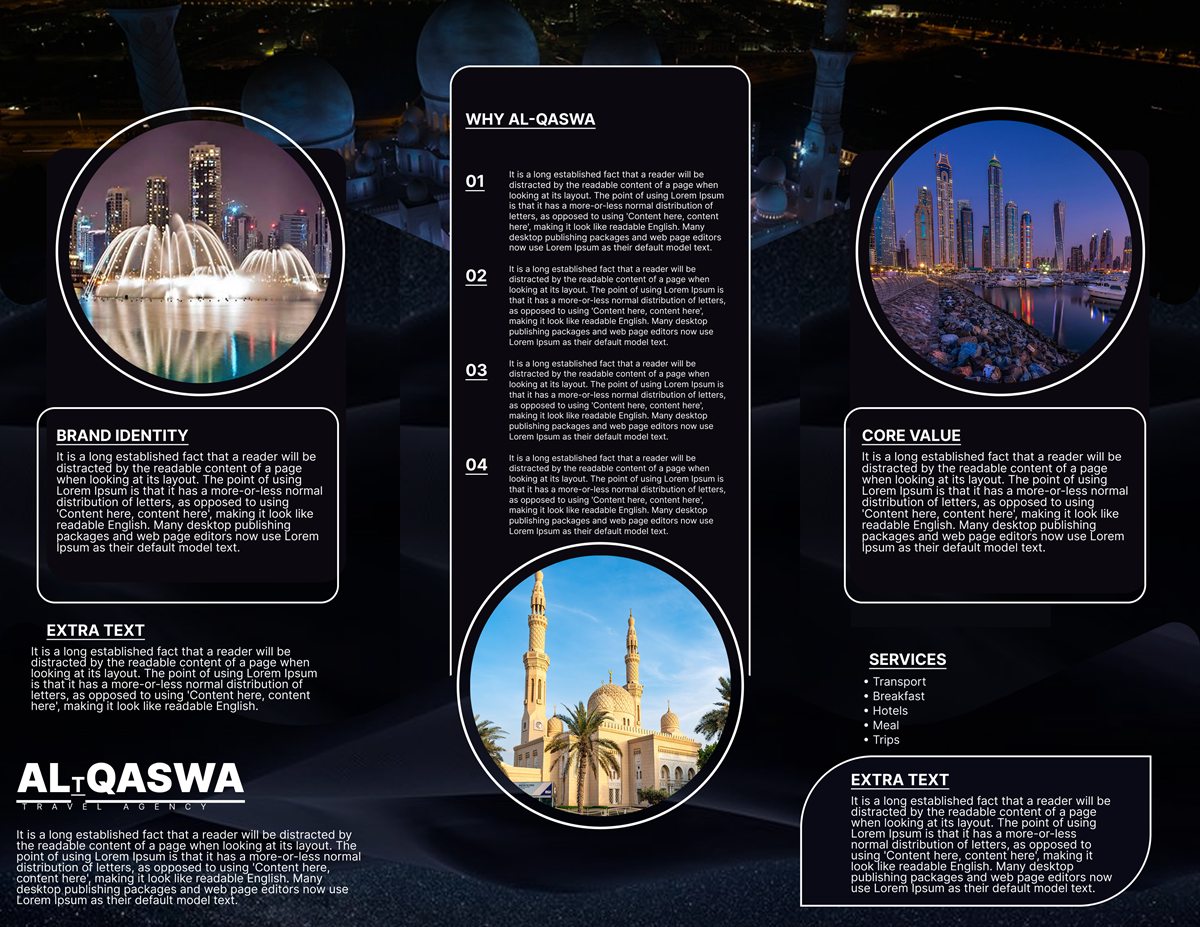 BRAND IDENTITY
It is a long established fact that a reader will be
distracted by the readable content of a page
when looking at its layout. The point of using
Lorem Ipsum is that it has a more-or-less normal
distribution of letters, as opposed to using
'Content here, content here', making it look like
readable English. Many desktop publishing
packages and web page editors now use Lorem
Ipsum as their default model text.
EXTRA TEXT
It is a long established fact that a reader will be
distracted by the readable content of a page when
looking at its layout. The point of using Lorem Ipsum
is that it has a more-or-less normal distribution of
letters, as opposed to using 'Content here, content
here', making it look like readable English.
ALTQASWA
TRAVEL AGENCY
It is a long established fact that a reader will be distracted by
the readable content of a page when looking at its layout. The
point of using Lorem Ipsum is that it has a more-or-less normal
distribution of letters, as opposed to using 'Content here,
content here', making it look like readable English. Many
desktop publishing packages and web page editors now use
Lorem Ipsum as their default model text.
WHY AL-QASWA
01
It is a long established fact that a reader will be
distracted by the readable content of a page when
looking at its layout. The point of using Lorem Ipsum
is that it has a more-or-less normal distribution of
letters, as opposed to using 'Content here, content
here', making it look like readable English. Many
desktop publishing packages and web page editors
now use Lorem Ipsum as their default model text.
02
It is a long established fact that a reader will be
distracted by the readable content of a page when
looking at its layout. The point of using Lorem Ipsum is
that it has a more-or-less normal distribution of letters,
as opposed to using 'Content here, content here',
making it look like readable English. Many desktop
publishing packages and web page editors now use
Lorem Ipsum as their default model text.
03
It is a long established fact that a reader will be
distracted by the readable content of a page when
looking at its layout. The point of using Lorem Ipsum is
that it has a more-or-less normal distribution of letters,
as opposed to using 'Content here, content here',
making it look like readable English. Many desktop
publishing packages and web page editors now use
Lorem Ipsum as their default model text.
04
It is a long established fact that a reader will be
distracted by the readable content of a page when
looking at its layout. The point of using Lorem Ipsum is
that it has a more-or-less normal distribution of letters,
as opposed to using 'Content here, content here',
making it look like readable English. Many desktop
publishing packages and web page editors now use
Lorem Ipsum as their default model text.
CORE VALUE
It is a long established fact that a reader will be
distracted by the readable content of a page
when looking at its layout. The point of using
Lorem Ipsum is that it has a more-or-less normal
distribution of letters, as opposed to using
'Content here, content here', making it look like
readable English. Many desktop publishing
packages and web page editors now use Lorem
Ipsum as their default model text.
SERVICES
• Transport
• Breakfast
• Hotels
• Meal
• Trips
EXTRA TEXT
It is a long established fact that a reader will be
distracted by the readable content of a page
when looking at its layout. The point of using
Lorem Ipsum is that it has a more-or-less
normal distribution of letters, as opposed to
using 'Content here, content here', making it
look like readable English. Many desktop
publishing packages and web page editors now
use Lorem Ipsum as their default model text.